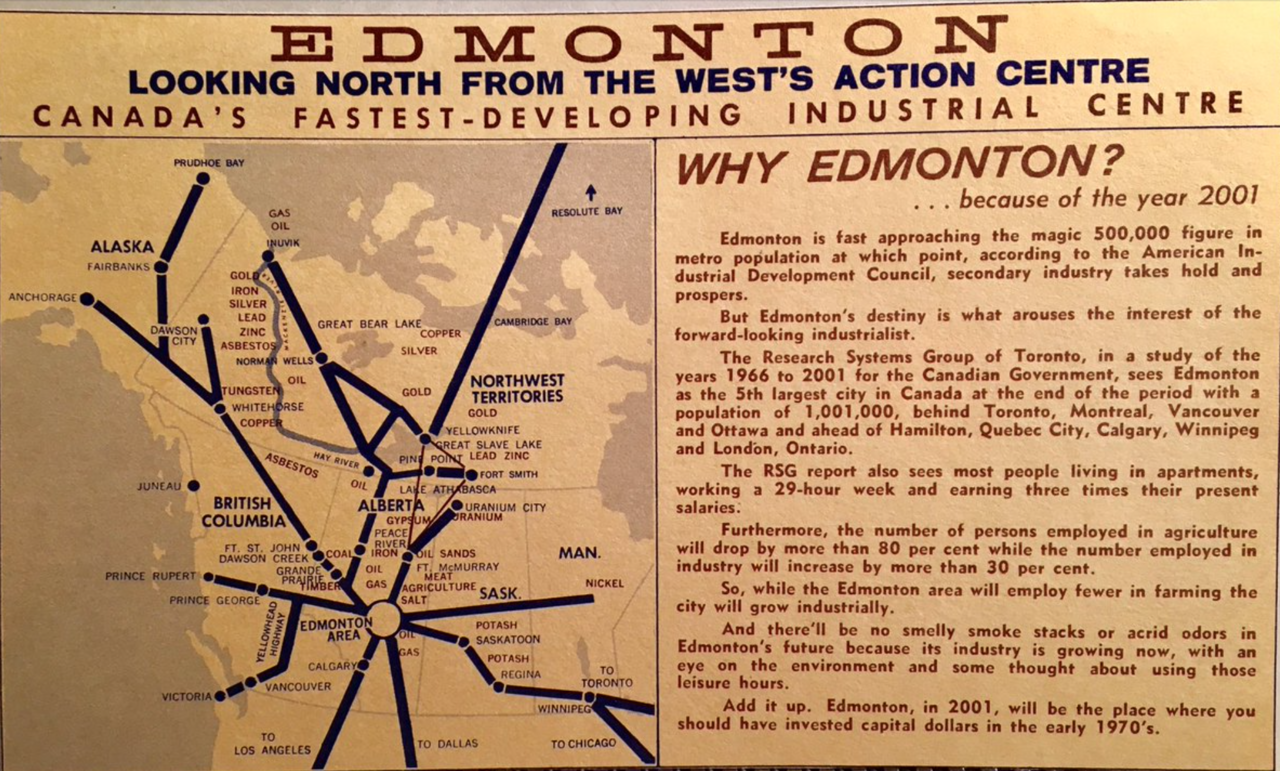 EDMONTON
LOOKING NORTH FROM THE WEST'S ACTION CENTRE
CANADA'S FASTEST-DEVELOPING INDUSTRIAL CENTRE
PRUDHOE BAY
RESOLUTE BAY
GAS
OIL
INUVIK
ALASKA
FAIRBANKS
ANCHORAGE
DAWSON
CITY
GOLD
IRON
SILVER
LEAD
ZINC
ASBESTOS
MACKENZIE
GREAT BEAR LAKE
COPPER
SILVER
CAMBRIDGE BAY
NORMAN WELLS
OIL
TUNGSTEN
WHITEHORSE
COPPER
GOLD
NORTHWEST
TERRITORIES
GOLD
YELLOWKNIFE
GREAT SLAVE LAKE
LEAD ZINC
PINE POINT
HAY RIVER
FORT SMITH
ASBESTOS
OIL
LAKE ATHABASCA
JUNEAU
BRITISH
COLUMBIA
ALBERTA
GYPSUM
URANIUM CITY
URANIUM
PEACE
RIVER
IRON
FT. ST. JOHN
DAWSON CREEK
COAL
GRANDE
PRAIRIE
TIMBER
OIL
GAS
OIL SANDS
FT. McMURRAY
MEAT
AGRICULTURE
SALT
MAN.
NICKEL
SASK.
PRINCE RUPERT
PRINCE GEORGE
YELLOWHEAD
HIGHWAY
EDMONTON
AREA
OIL
GAS
POTASH
SASKATOON
POTASH
REGINA
CALGARY
VANCOUVER
VICTORIA
TO
TORONTO
WINNIPEG
TO
LOS ANGELES
TO DALLAS
TO CHICAGO
WHY EDMONTON?
. . . because of the year 2001
Edmonton is fast approaching the magic 500,000 figure in
metro population at which point, according to the American In-
dustrial Development Council, secondary industry takes hold and
prospers.
But Edmonton's destiny is what arouses the interest of the
forward-looking industrialist.
The Research Systems Group of Toronto, in a study of the
years 1966 to 2001 for the Canadian Government, sees Edmonton
as the 5th largest city in Canada at the end of the period with a
population of 1,001,000, behind Toronto, Montreal, Vancouver
and Ottawa and ahead of Hamilton, Quebec City, Calgary, Winnipeg
and London, Ontario.
The RSG report also sees most people living in apartments,
working a 29-hour week and earning three times their present
salaries.
Furthermore, the number of persons employed in agriculture
will drop by more than 80 per cent while the number employed in
industry will increase by more than 30 per cent.
So, while the Edmonton area will employ fewer in farming the
city will grow industrially.
And there'll be no smelly smoke stacks or acrid odors in
Edmonton's future because its industry is growing now, with an
eye on the environment and some thought about using those
leisure hours.
Add it up. Edmonton, in 2001, will be the place where you
should have invested capital dollars in the early 1970's.